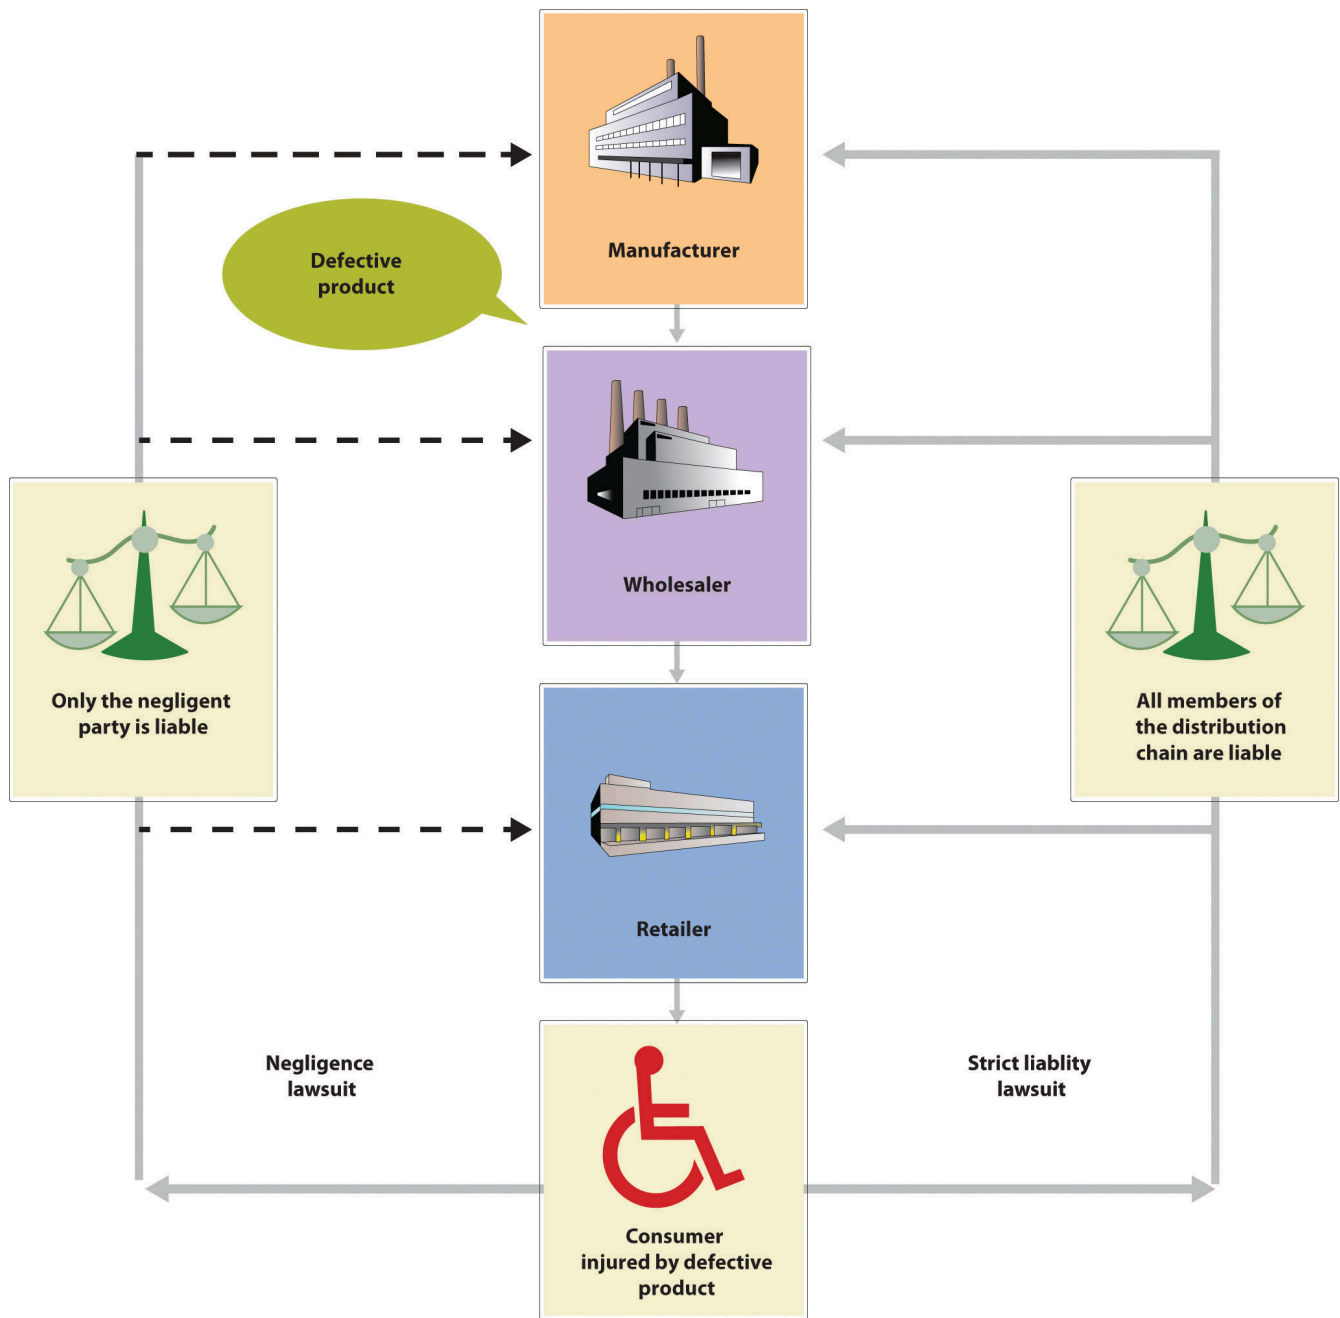 Manufacturer
Defective
product
Wholesaler
Only the negligent
party is liable
All members of
the distribution
chain are liable
Retailer
Negligence
lawsuit
Strict liablity
lawsuit
Consumer
injured by defective
product